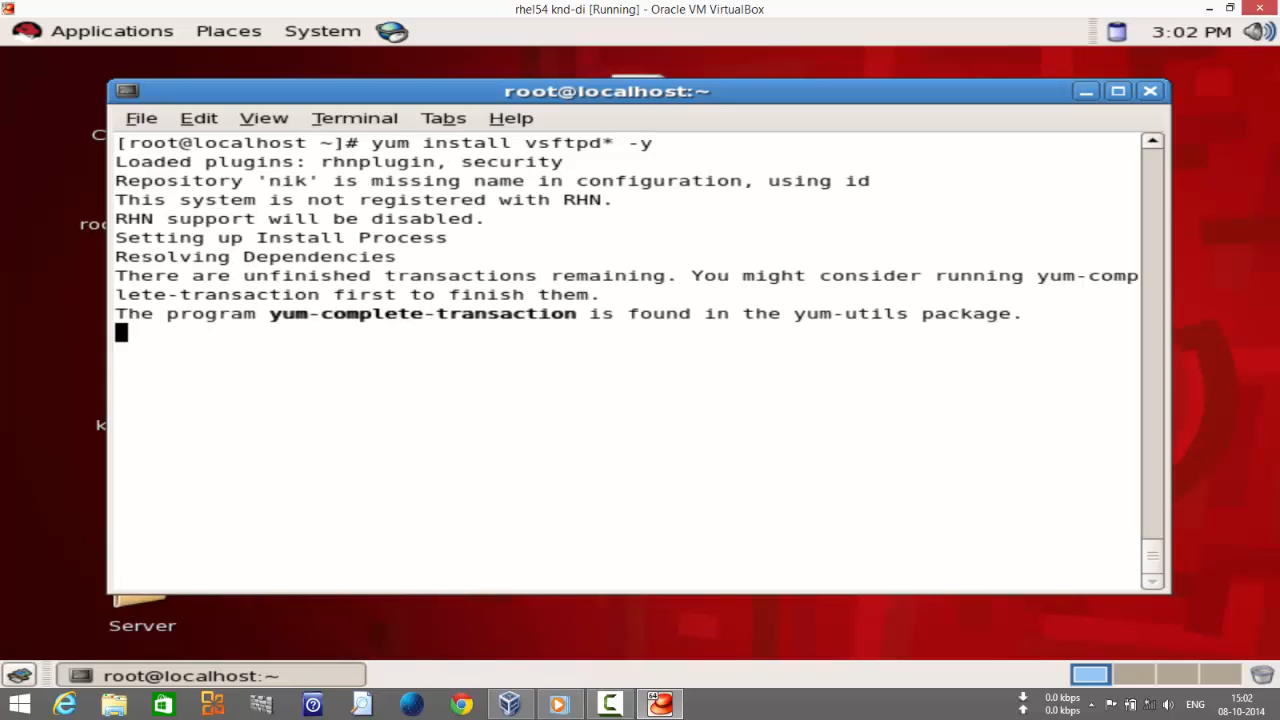 rhel54 knd-di [Running] - Oracle VM VirtualBox
Applications Places System
3:02 PM
root@localhost:~
File Edit View Terminal Tabs Help
[root@localhost ~]# yum install vsftpd* -y
Loaded plugins: rhnplugin, security
Repository 'nik' is missing name in configuration, using id
This system is not registered with RHN.
RHN support will be disabled.
Setting up Install Process
Resolving Dependencies
There are unfinished transactions remaining. You might consider running yum-comp
lete-transaction first to finish them.
The program yum-complete-transaction is found in the yum-utils package.
C
roo
k
Server
root@localhost:~
0.0 kbps
0.0 kbps
ENG
15:02
08-10-2014
64